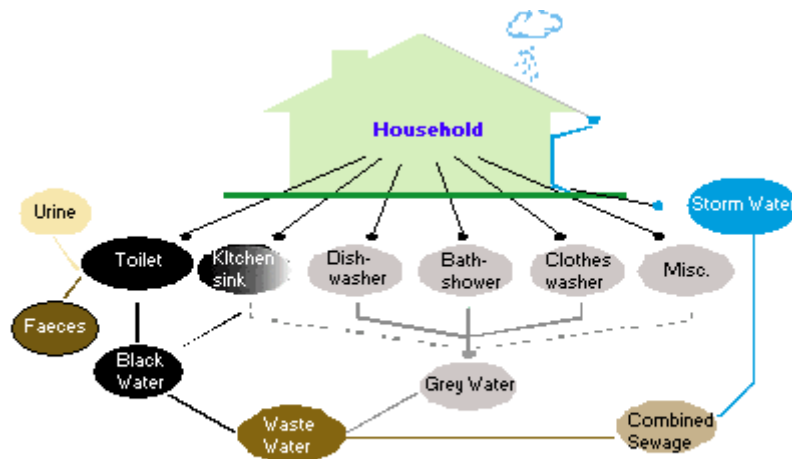 Household
Urine
Storm Water
Toilet
KItchen
sink
Dish-
washer
Bath-
shower
Clothes
washer
Misc.
Faeces
Black
Water
Grey Water
Waste
Water
Combined
Sewage